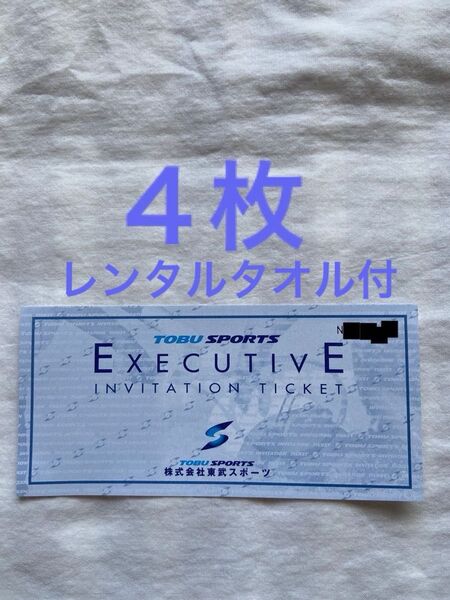 4枚
レンタルタオル付
N
TOBU SPORTS
EXECUTIVE
INVITATION TICKET
S
TOBU SPORTS
株式会社東武スポーツ